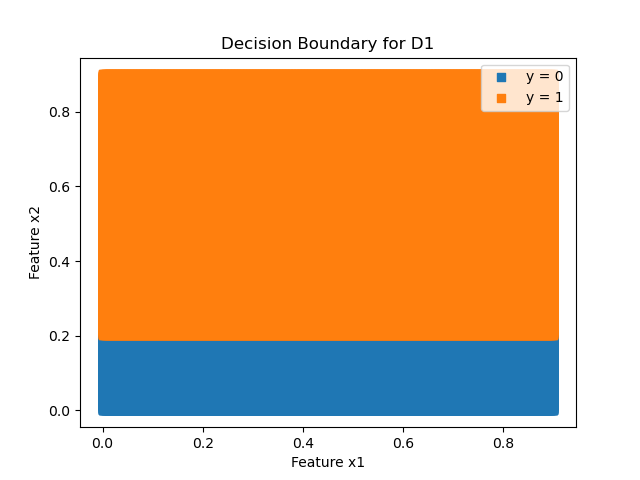 Decision Boundary for D1
y = 0
y = 1
Feature x2
0.8
0.6
0.4
0.2
0.0
0.0 0.2 0.4 0.6 0.8
Feature x1